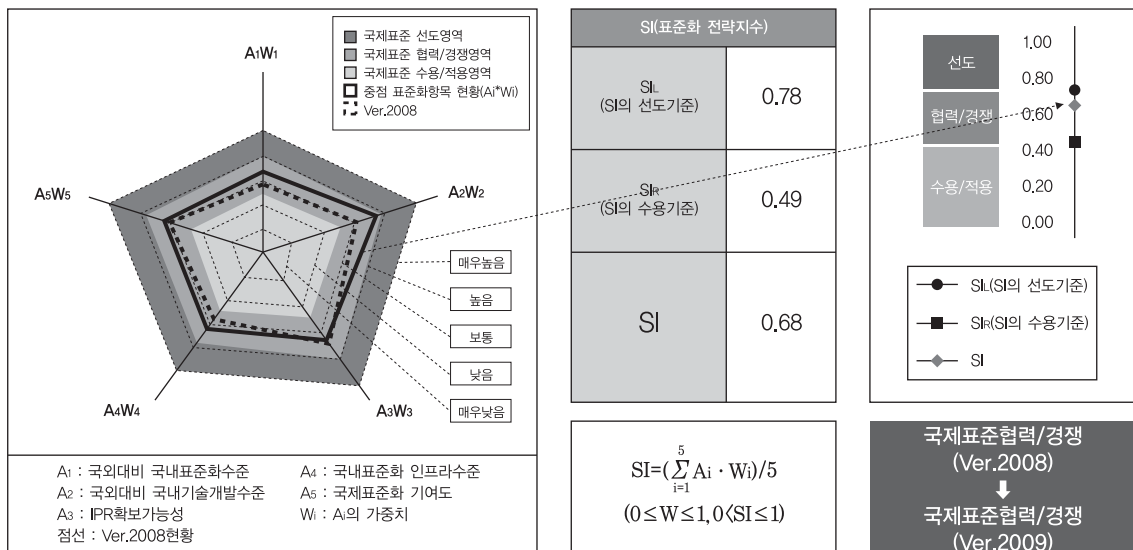 국제표준 선도영역
국제표준 협력/경쟁영역
국제표준 수용/적용영역
중점 표준화항목 현황(Ai*Wi)
Ver.2008
A1W1
A2W2
A3W3
A4W4
A5W5
매우높음
높음
보통
낮음
매우낮음
A1 : 국외대비 국내표준화수준
A2 : 국외대비 국내기술개발수준
A3 : IPR확보가능성
점선 : Ver.2008현황
A4 : 국내표준화 인프라수준
A5 : 국제표준화 기여도
Wi : Ai의 가중치
SI(표준화 전략지수)
SIL
(SI의 선도기준)
0.78
SIR
(SI의 수용기준)
0.49
SI
0.68
SI=(∑Ai · Wi)/5
5
i=1
(0≤W≤1, 0<SI≤1)
선도
협력/경쟁
수용/적용
1.00
0.80
0.60
0.40
0.20
0.00
SIL(SI의 선도기준)
SIR(SI의 수용기준)
SI
국제표준협력/경쟁
(Ver.2008)
국제표준협력/경쟁
(Ver.2009)